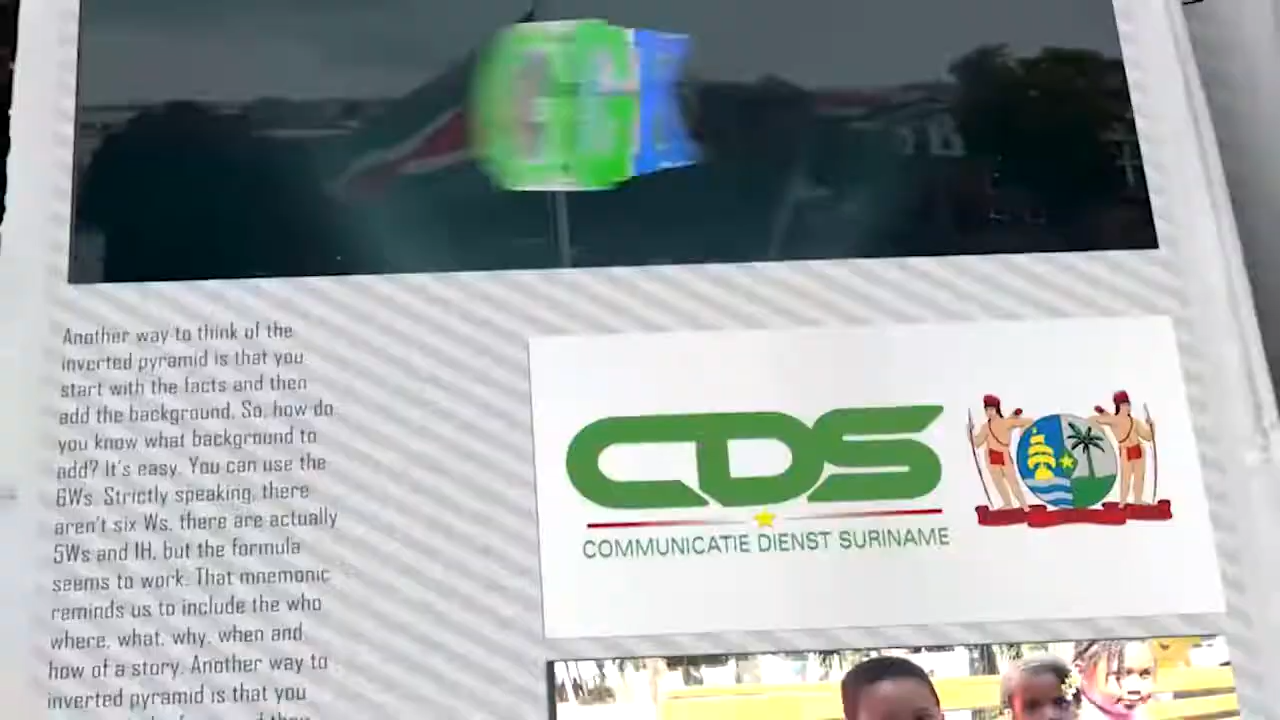 Another way to think of the
inverted pyramid is that you
start with the facts and then
add the background. So, how do
you know what background to
add? It's easy. You can use the
6Ws. Strictly speaking, there
aren't six Ws, there are actually
5Ws and 1H, but the formula
seems to work. That mnemonic
reminds us to include the who
where, what, why, when and
how of a story. Another way to
inverted pyramid is that you
CDS
COMMUNICATIE DIENST SURINAME